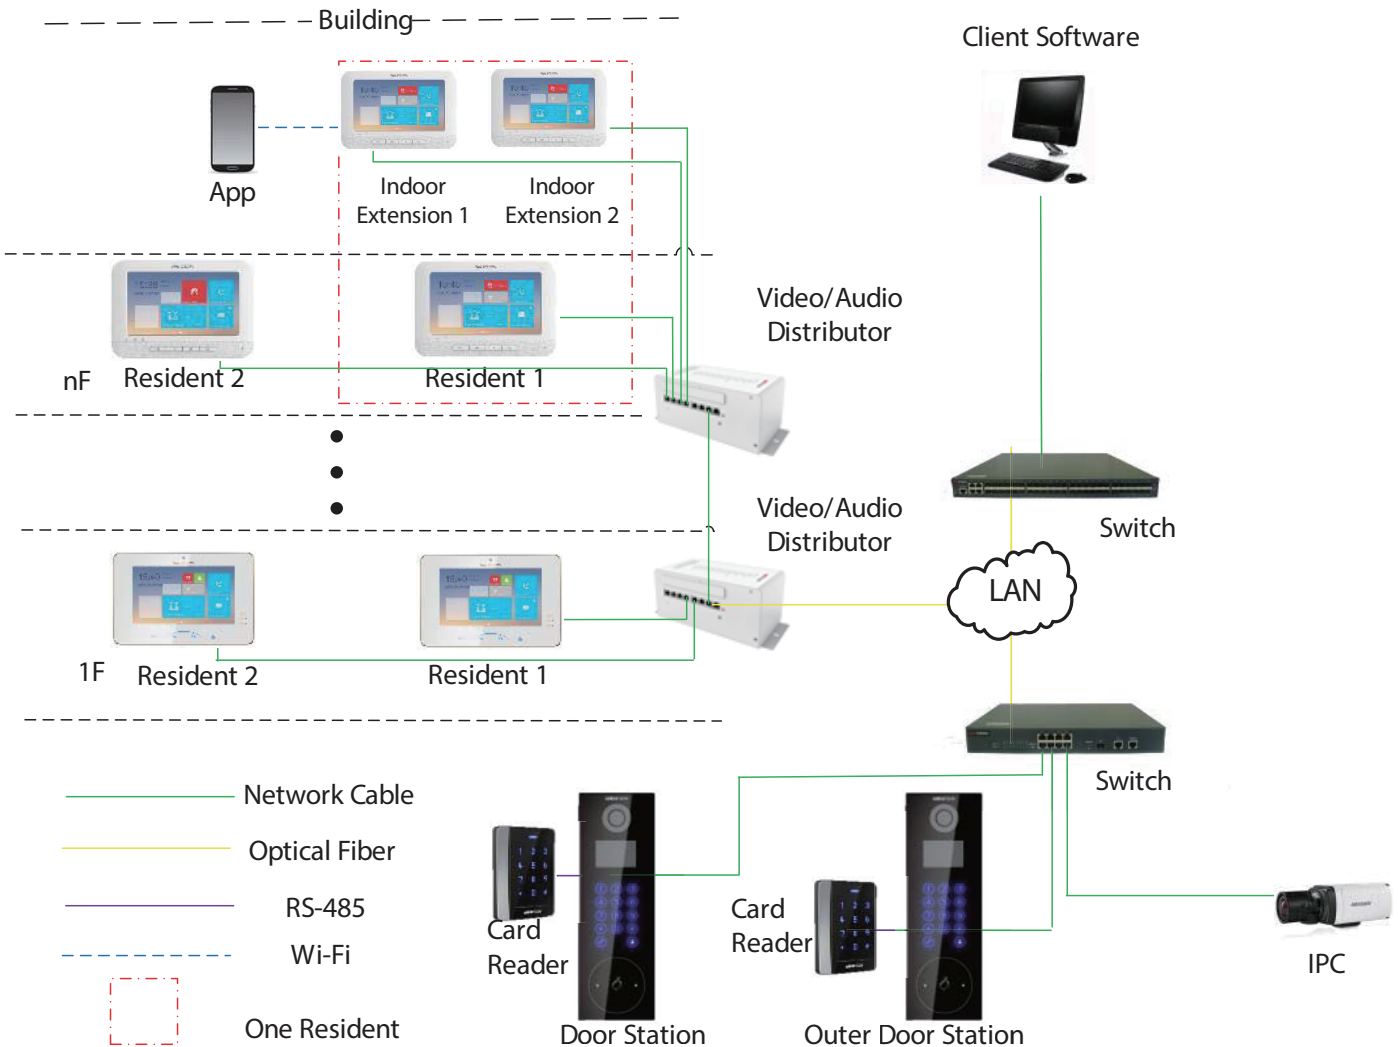 Building
Client Software
App
Indoor
Extension 1
Indoor
Extension 2
Video/Audio
Distributor
nF
Resident 2
Resident 1
Video/Audio
Distributor
Switch
LAN
1F
Resident 2
Resident 1
Switch
Network Cable
Optical Fiber
RS-485
Wi-Fi
One Resident
Card
Reader
Door Station
Card
Reader
Outer Door Station
IPC